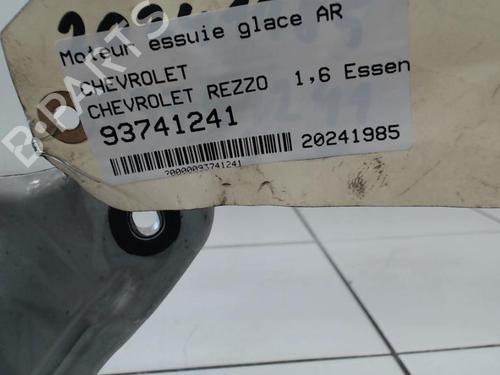 Moteur essuie glace AR
CHEVROLET
CHEVROLET REZZO 1,6 Essen
93741241
20241985
70000093741241
B-PARTS